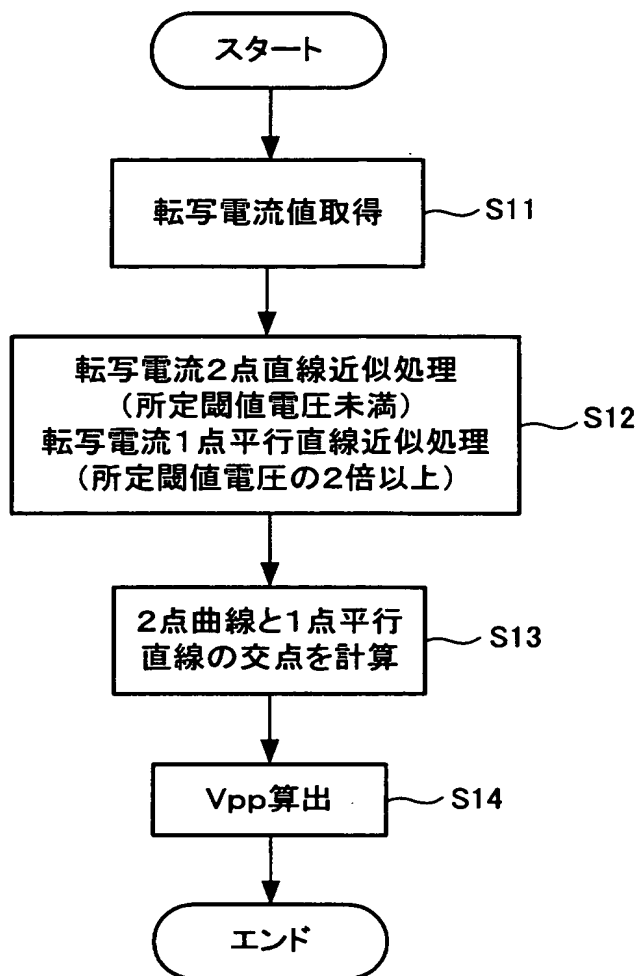 スタート
転写電流値取得
S11
転写電流2点直線近似処理
（所定閾値電圧未満）
転写電流1点平行直線近似処理
（所定閾値電圧の2倍以上）
S12
2点曲線と1点平行
直線の交点を計算
S13
Vpp算出
S14
エンド